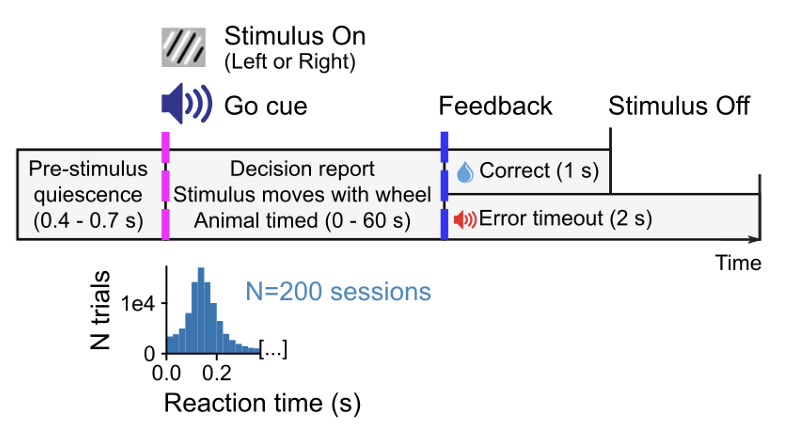 Stimulus On
(Left or Right)
Go cue
Feedback
Stimulus Off
Pre-stimulus
quiescence
(0.4 - 0.7 s)
Decision report
Stimulus moves with wheel
Animal timed (0 - 60 s)
Correct (1 s)
Error timeout (2 s)
Time
N trials
1e4
0
N=200 sessions
[...]
0.0 0.2
Reaction time (s)